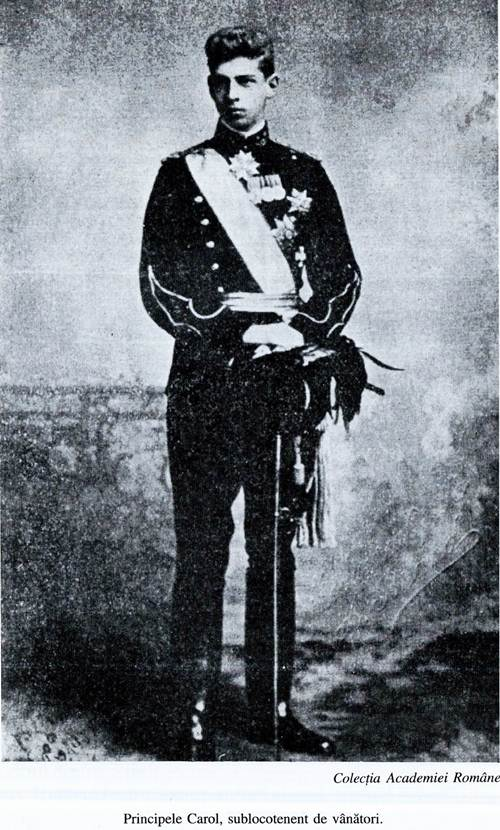 Colecția Academiei Române
Principele Carol, sublocotenent de vânători.